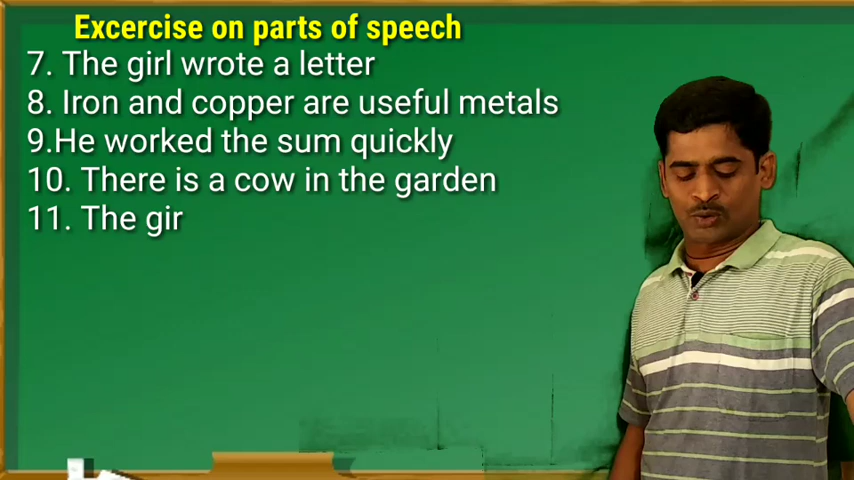 Excercise on parts of speech
7. The girl wrote a letter
8. Iron and copper are useful metals
9.He worked the sum quickly
10. There is a cow in the garden
11. The gir